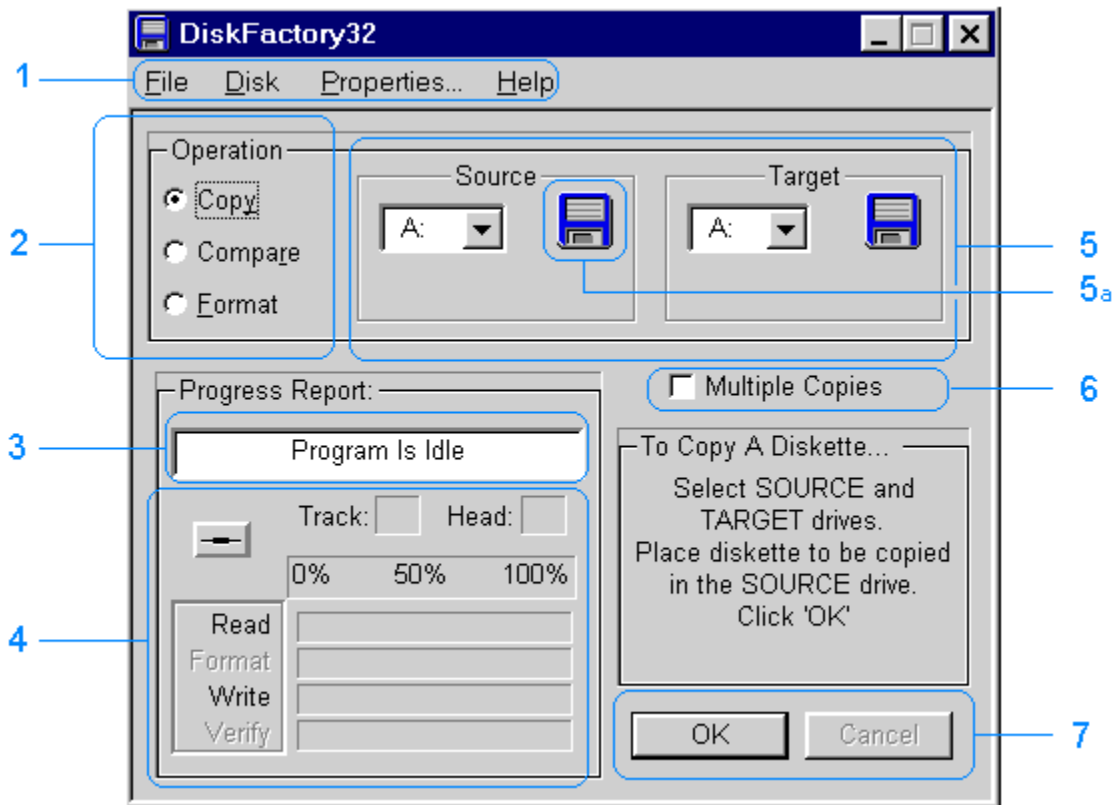 DiskFactory32
1
File Disk Properties... Help
Operation
Source
Target
2
Copy
A:
A:
5
Compare
5a
Format
Progress Report:
Multiple Copies
6
3
Program Is Idle
To Copy A Diskette...
Select SOURCE and
TARGET drives.
Place diskette to be copied
in the SOURCE drive.
Click 'OK'
Track: Head:
0% 50% 100%
4
Read
Format
Write
Verify
OK
Cancel
7